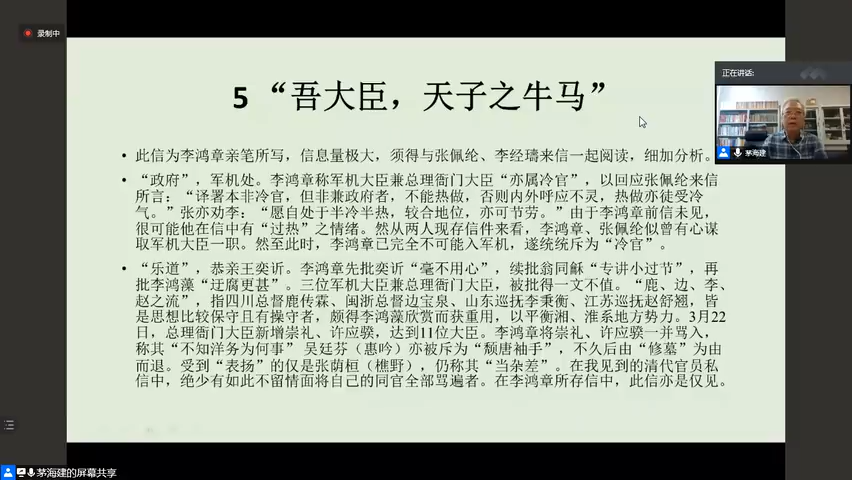 录制中
5 “吾大臣，天子之牛马”
正在讲话:
茅海建
• 此信为李鸿章亲笔所写，信息量极大，须得与张佩纶、李经璹来信一起阅读，细加分析。
• “政府”，军机处。李鸿章称军机大臣兼总理衙门大臣“亦属冷官”，以回应张佩纶来信
所言：“译署本非冷官，但非兼政府者，不能热做，否则内外呼应不灵，热做亦徒受冷
气。”张亦劝李：“愿自处于半冷半热，较合地位，亦可节劳。”由于李鸿章前信未见，
很可能他在信中有“过热”之情绪。然从两人现存信件来看，李鸿章、张佩纶似曾有心谋
取军机大臣一职。然至此时，李鸿章已完全不可能入军机，遂统统斥为“冷官”。
• “乐道”，恭亲王奕訢。李鸿章先批奕訢“毫不用心”，续批翁同龢“专讲小过节”，再
批李鸿藻“迂腐更甚”。三位军机大臣兼总理衙门大臣，被批得一文不值。“鹿、边、李、
赵之流”，指四川总督鹿传霖、闽浙总督边宝泉、山东巡抚李秉衡、江苏巡抚赵舒翘，皆
是思想比较保守且有操守者，颇得李鸿藻欣赏而获重用，以平衡湘、淮系地方势力。3月22
日，总理衙门大臣新增崇礼、许应骙，达到11位大臣。李鸿章将崇礼、许应骙一并骂入，
称其“不知洋务为何事” 吴廷芬（惠吟）亦被斥为“颓唐袖手”，不久后由“修墓”为由
而退。受到“表扬”的仅是张荫桓（樵野），仍称其“当杂差”。在我见到的清代官员私
信中，绝少有如此不留情面将自己的同官全部骂遍者。在李鸿章所存信中，此信亦是仅见。
茅海建的屏幕共享